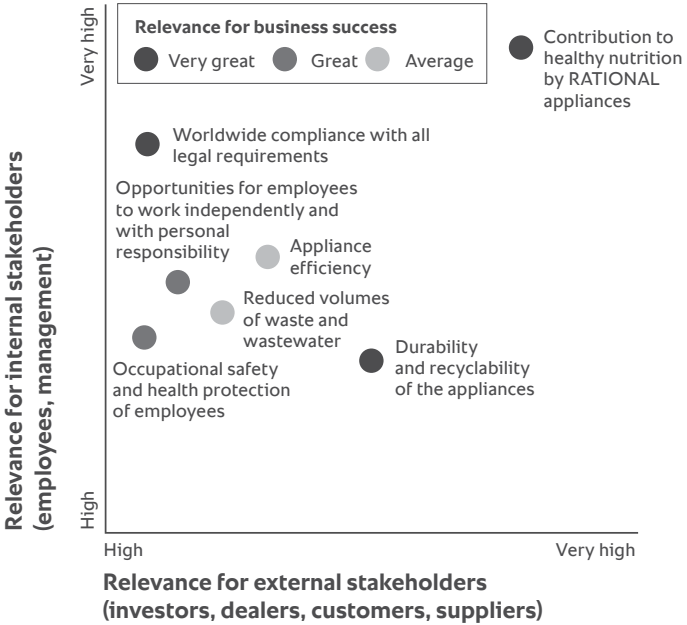 Very high
Relevance for business success
Very great
Great
Average
Contribution to
healthy nutrition
by RATIONAL
appliances
Worldwide compliance with all
legal requirements
Opportunities for employees
to work independently and
with personal
responsibility
Appliance
efficiency
Reduced volumes
of waste and
wastewater
Durability
and recyclability
of the appliances
Occupational safety
and health protection
of employees
Relevance for internal stakeholders
(employees, management)
High
High
Very high
Relevance for external stakeholders
(investors, dealers, customers, suppliers)